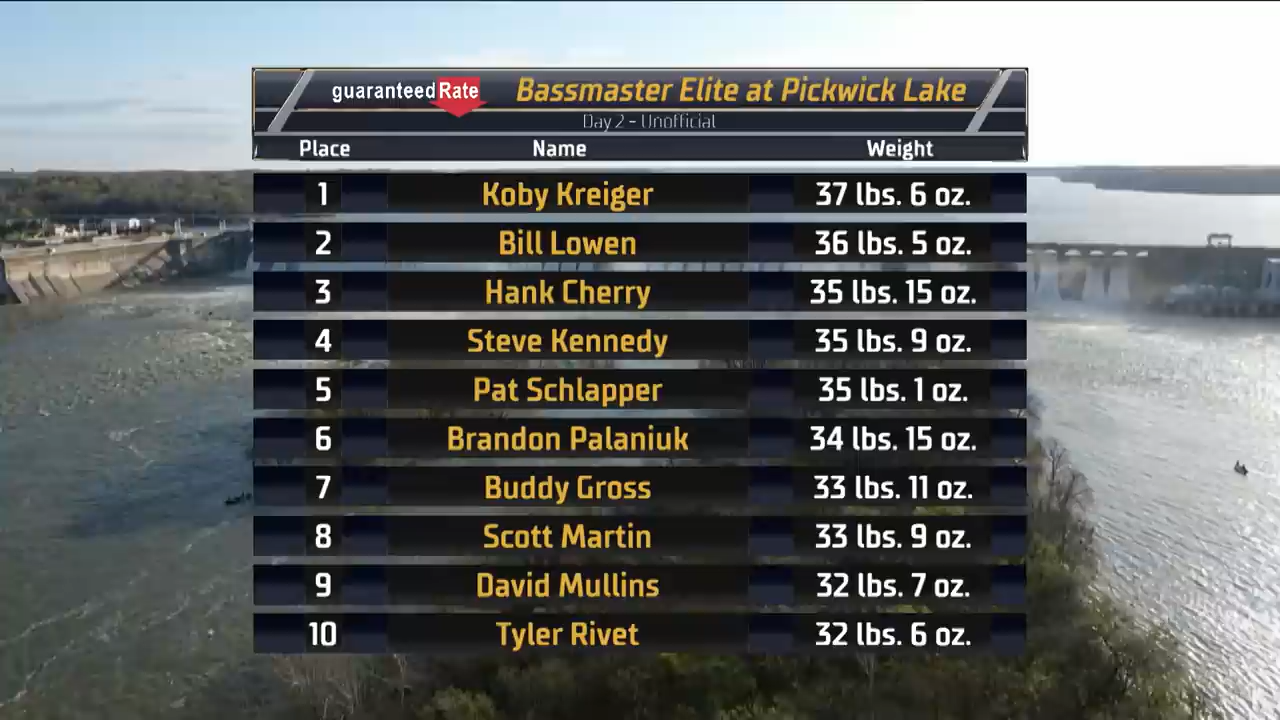 guaranteed Rate Bassmaster Elite at Pickwick Lake
Day 2 - Unofficial
Place Name Weight
1 Koby Kreiger 37 lbs. 6 oz.
2 Bill Lowen 36 lbs. 5 oz.
3 Hank Cherry 35 lbs. 15 oz.
4 Steve Kennedy 35 lbs. 9 oz.
5 Pat Schlapper 35 lbs. 1 oz.
6 Brandon Palaniuk 34 lbs. 15 oz.
7 Buddy Gross 33 lbs. 11 oz.
8 Scott Martin 33 lbs. 9 oz.
9 David Mullins 32 lbs. 7 oz.
10 Tyler Rivet 32 lbs. 6 oz.